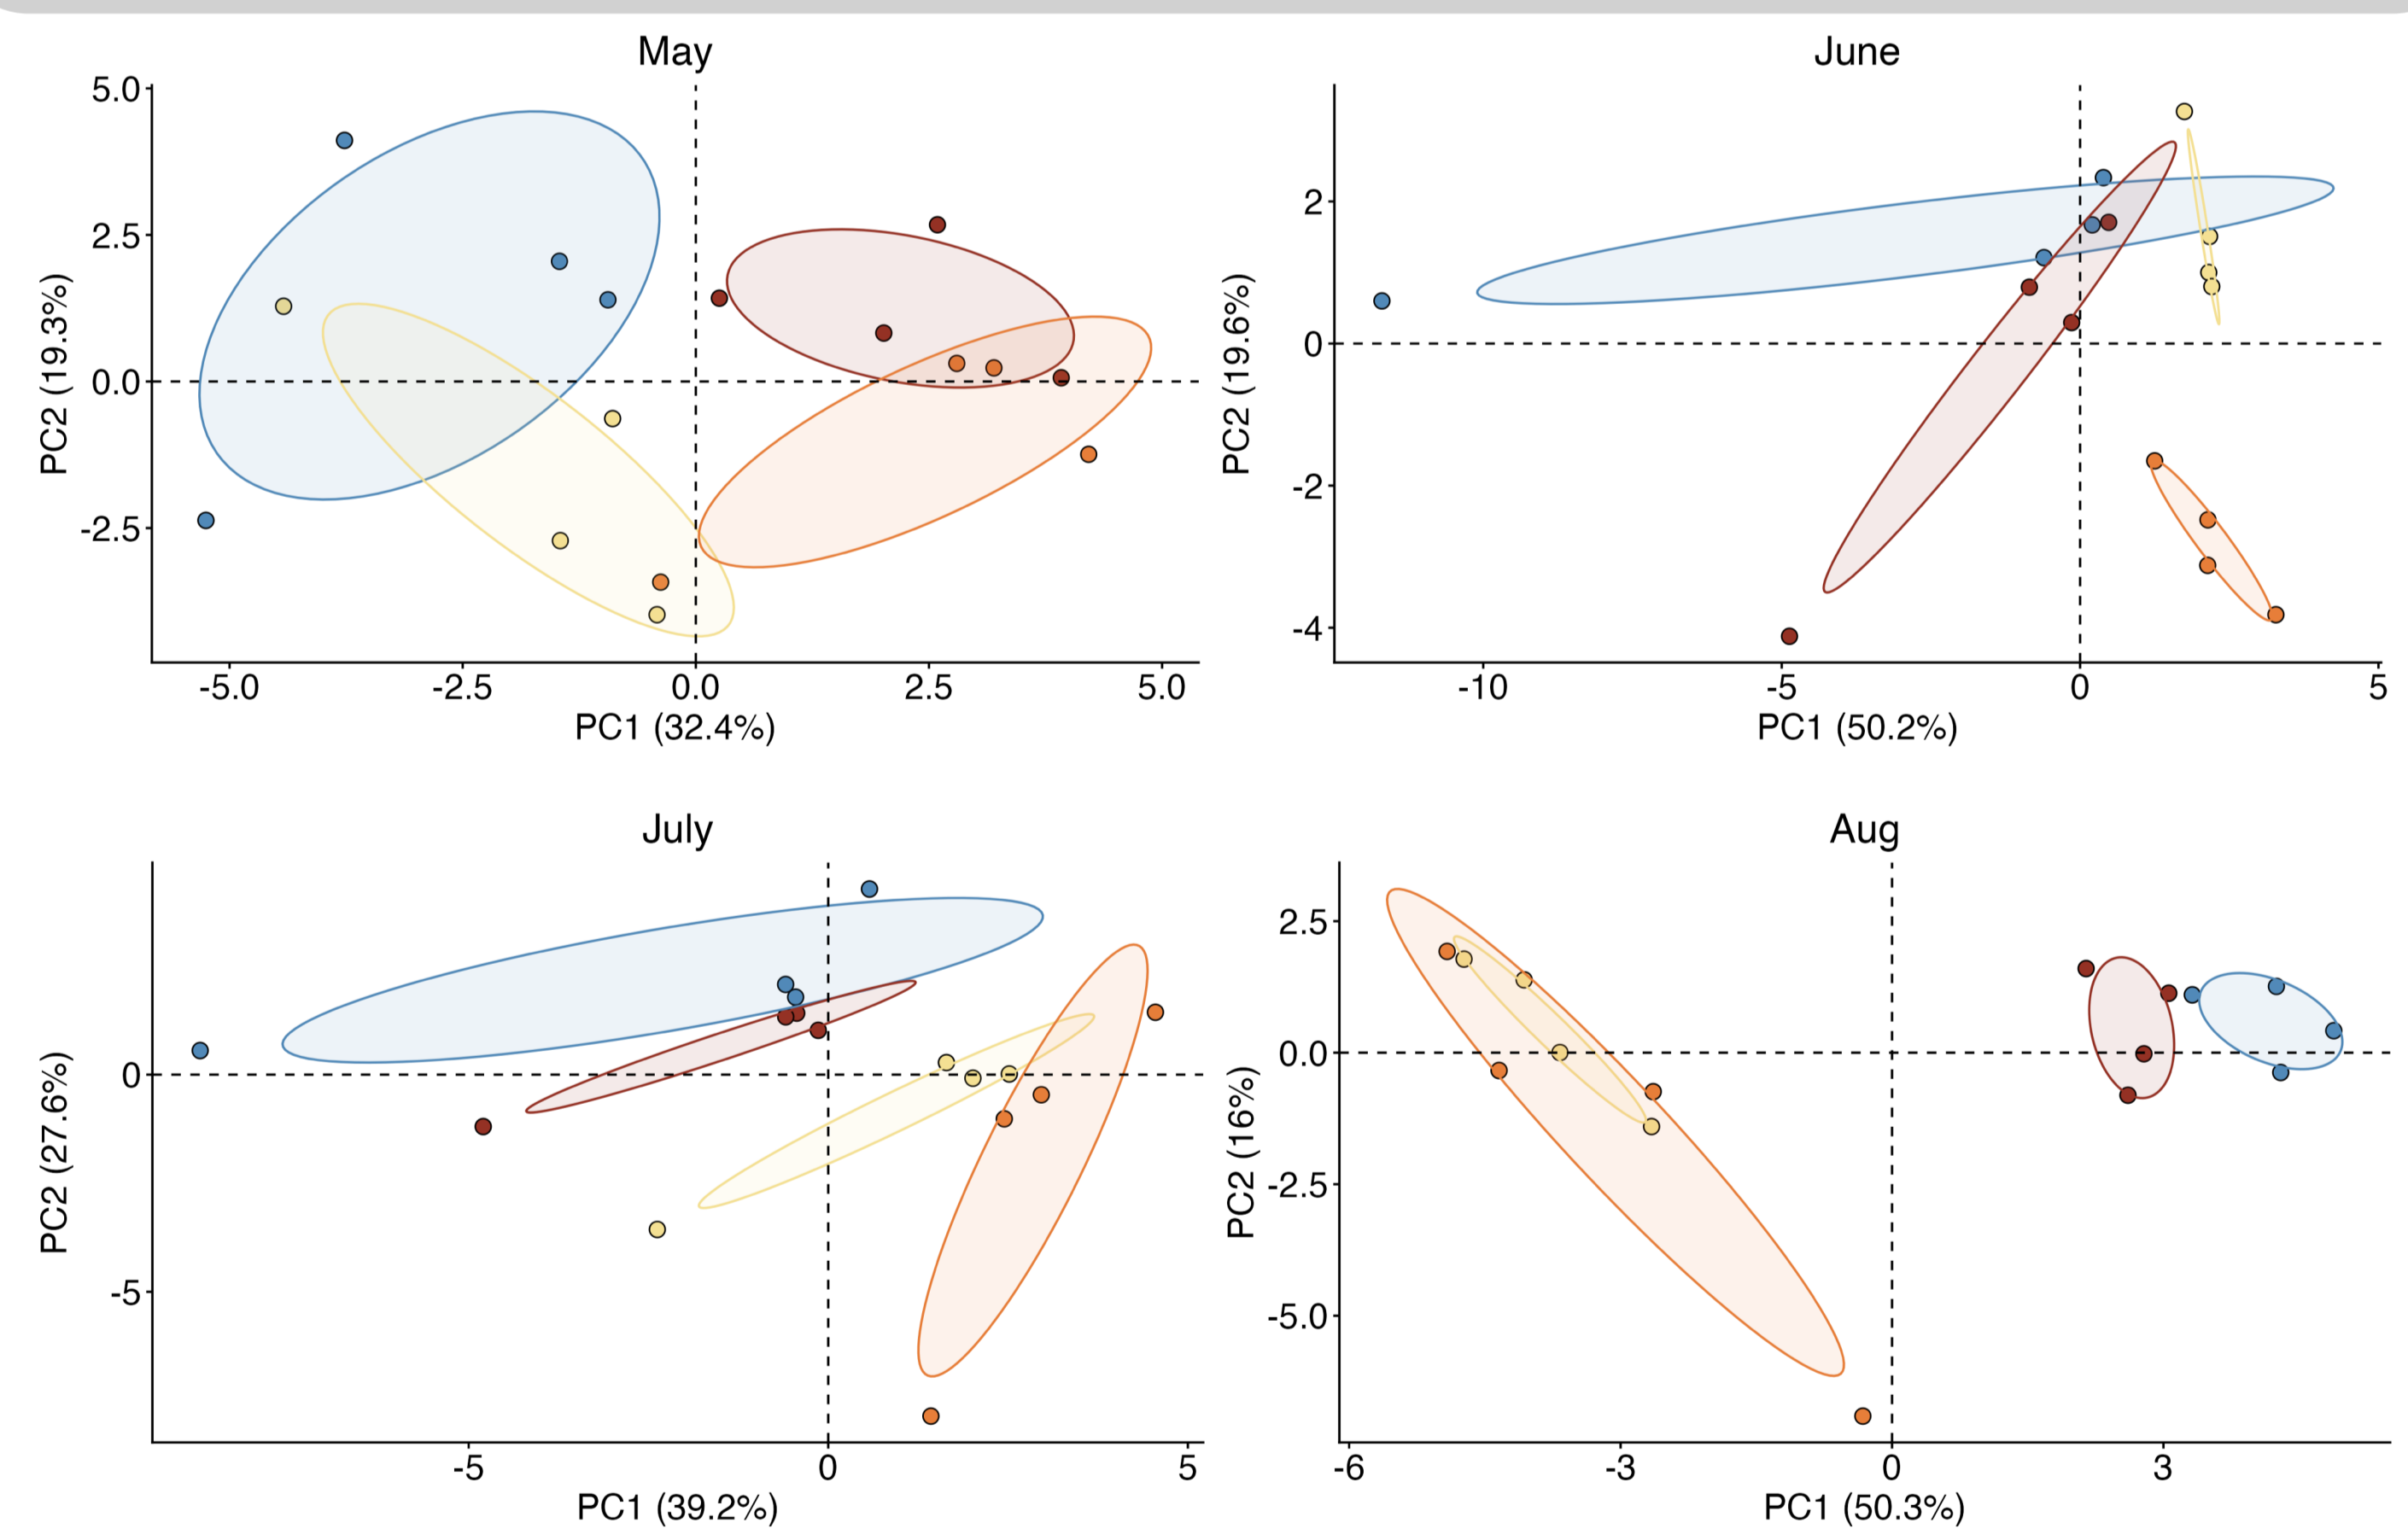 May
5.0
2.5
0.0
-2.5
PC2 (19.3%)
-5.0 -2.5 0.0 2.5 5.0
PC1 (32.4%)
June
2
0
-2
-4
PC2 (19.6%)
-10 -5 0 5
PC1 (50.2%)
July
0
-5
PC2 (27.6%)
-5 0 5
PC1 (39.2%)
Aug
2.5
0.0
-2.5
-5.0
PC2 (16%)
-6 -3 0 3
PC1 (50.3%)